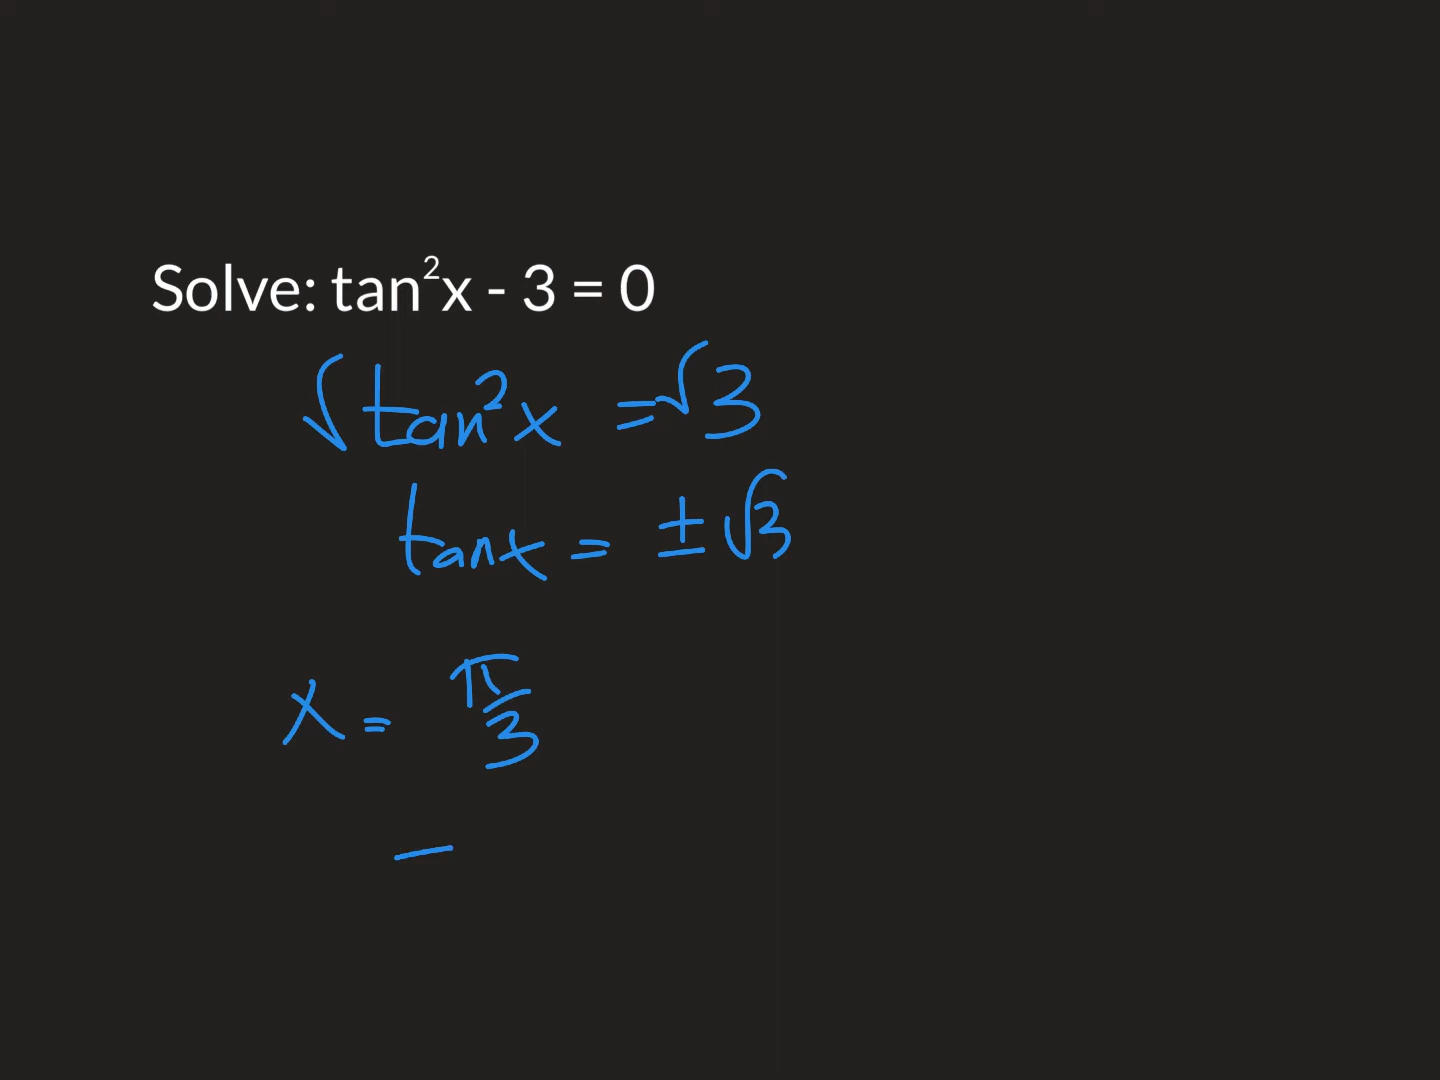 Solve: tan²x - 3 = 0
√tan²x = √3
tanx = ± √3
x = π/3
—